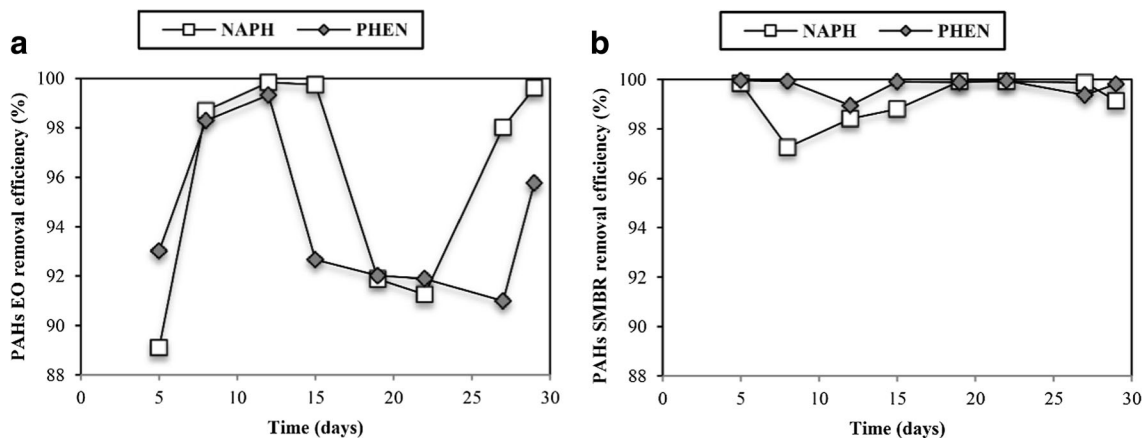 a
NAPH PHEN
PAHs EO removal efficiency (%)
100
98
96
94
92
90
88
0 5 10 15 20 25 30
Time (days)
b
NAPH PHEN
PAHs SMBR removal efficiency (%)
100
98
96
94
92
90
88
0 5 10 15 20 25 30
Time (days)